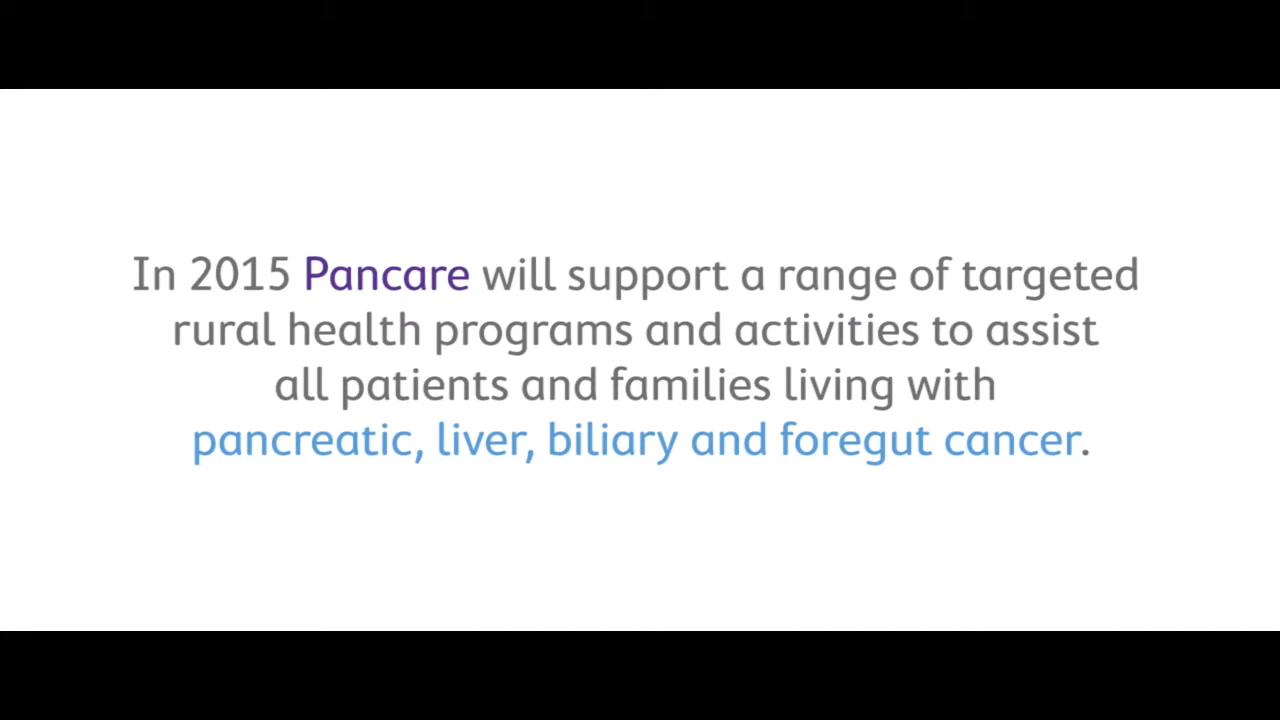 In 2015 Pancare will support a range of targeted
rural health programs and activities to assist
all patients and families living with
pancreatic, liver, biliary and foregut cancer.